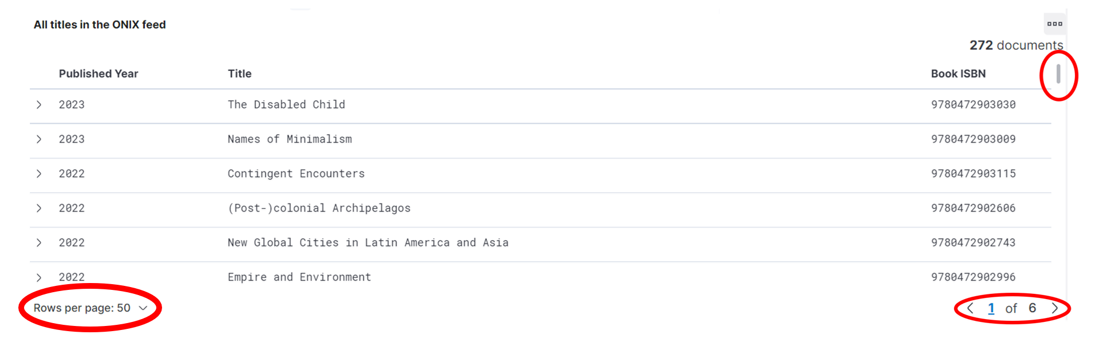 All titles in the ONIX feed
272 documents
Published Year Title Book ISBN
2023 The Disabled Child 9780472903030
2023 Names of Minimalism 9780472903009
2022 Contingent Encounters 9780472903115
2022 (Post-)colonial Archipelagos 9780472902606
2022 New Global Cities in Latin America and Asia 9780472902743
2022 Empire and Environment 9780472902996
Rows per page: 50 1 of 6